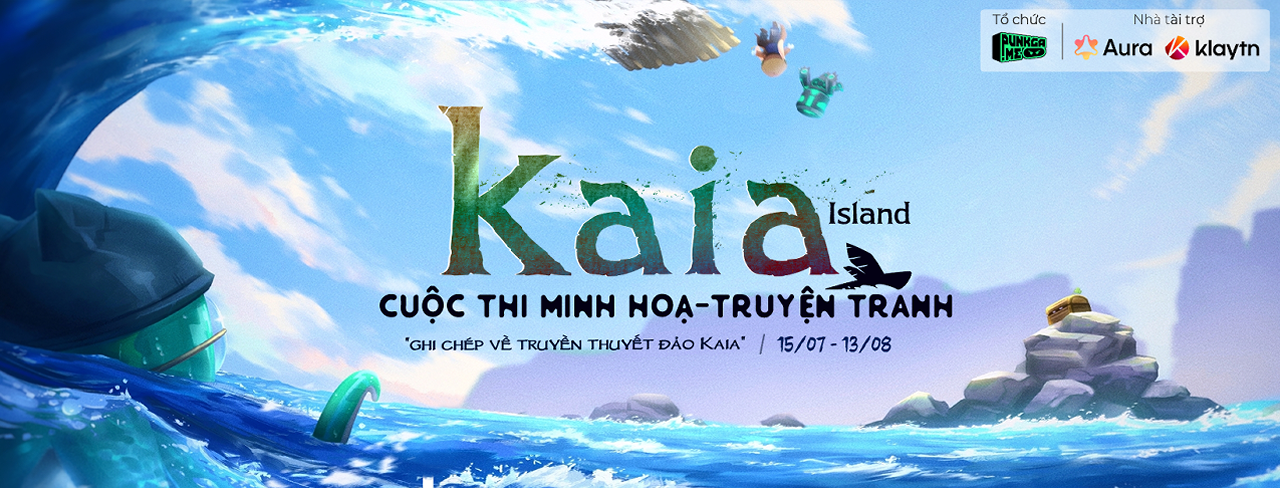 Tổ chức
Nhà tài trợ
PUNKGA
.ME
Aura
klaytn
Kaia
Island
CUỘC THI MINH HOẠ-TRUYỆN TRANH
"GHI CHÉP VỀ TRUYỀN THUYẾT ĐẢO KAIA" | 15/07 - 13/08